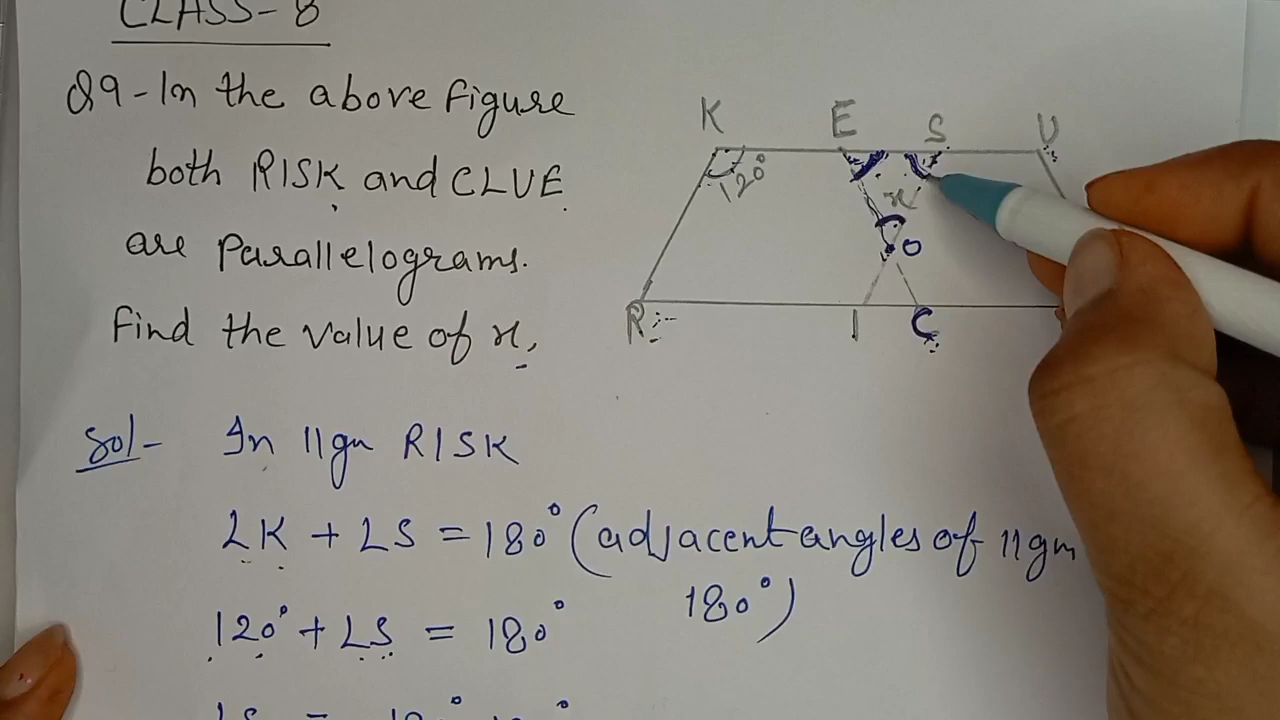 CLASS-8
Q9-In the above figure
both RISK and CLUE
are parallelograms.
Find the value of x.
K E S U
120°
x
O
R I C
Sol- In ||gm RISK
∠K + ∠S = 180° (adjacent angles of ||gm
180°)
120° + ∠S = 180°